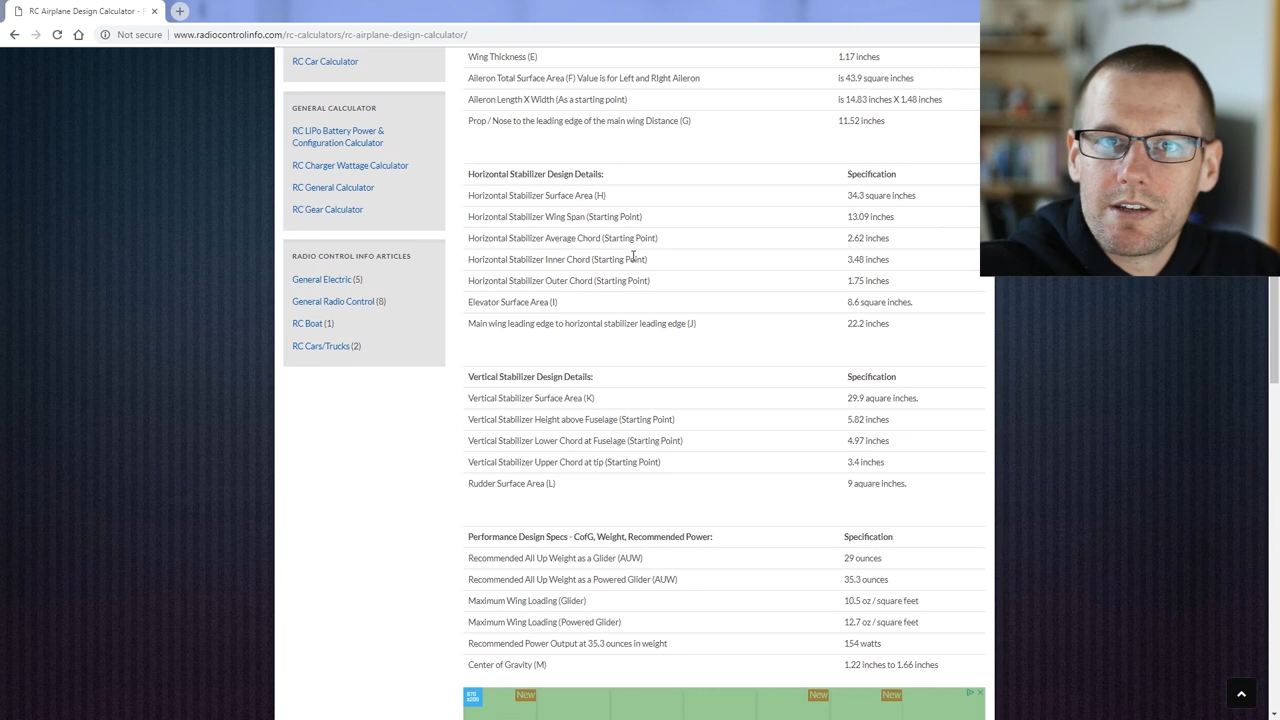 RC Airplane Design Calculator - R
Not secure
www.radiocontrolinfo.com/rc-calculators/rc-airplane-design-calculator/
RC Car Calculator
GENERAL CALCULATOR
RC LiPo Battery Power &
Configuration Calculator
RC Charger Wattage Calculator
RC General Calculator
RC Gear Calculator
RADIO CONTROL INFO ARTICLES
General Electric (5)
General Radio Control (8)
RC Boat (1)
RC Cars/Trucks (2)
Wing Thickness (E) 1.17 inches
Aileron Total Surface Area (F) Value is for Left and RIght Aileron is 43.9 square inches
Aileron Length X Width (As a starting point) is 14.83 inches X 1.48 inches
Prop / Nose to the leading edge of the main wing Distance (G) 11.52 inches
Horizontal Stabilizer Design Details: Specification
Horizontal Stabilizer Surface Area (H) 34.3 square inches
Horizontal Stabilizer Wing Span (Starting Point) 13.09 inches
Horizontal Stabilizer Average Chord (Starting Point) 2.62 inches
Horizontal Stabilizer Inner Chord (Starting Point) 3.48 inches
Horizontal Stabilizer Outer Chord (Starting Point) 1.75 inches
Elevator Surface Area (I) 8.6 square inches.
Main wing leading edge to horizontal stabilizer leading edge (J) 22.2 inches
Vertical Stabilizer Design Details: Specification
Vertical Stabilizer Surface Area (K) 29.9 aquare inches.
Vertical Stabilizer Height above Fuselage (Starting Point) 5.82 inches
Vertical Stabilizer Lower Chord at Fuselage (Starting Point) 4.97 inches
Vertical Stabilizer Upper Chord at tip (Starting Point) 3.4 inches
Rudder Surface Area (L) 9 aquare inches.
Performance Design Specs - CofG, Weight, Recommended Power: Specification
Recommended All Up Weight as a Glider (AUW) 29 ounces
Recommended All Up Weight as a Powered Glider (AUW) 35.3 ounces
Maximum Wing Loading (Glider) 10.5 oz / square feet
Maximum Wing Loading (Powered Glider) 12.7 oz / square feet
Recommended Power Output at 35.3 ounces in weight 154 watts
Center of Gravity (M) 1.22 inches to 1.66 inches
New New New